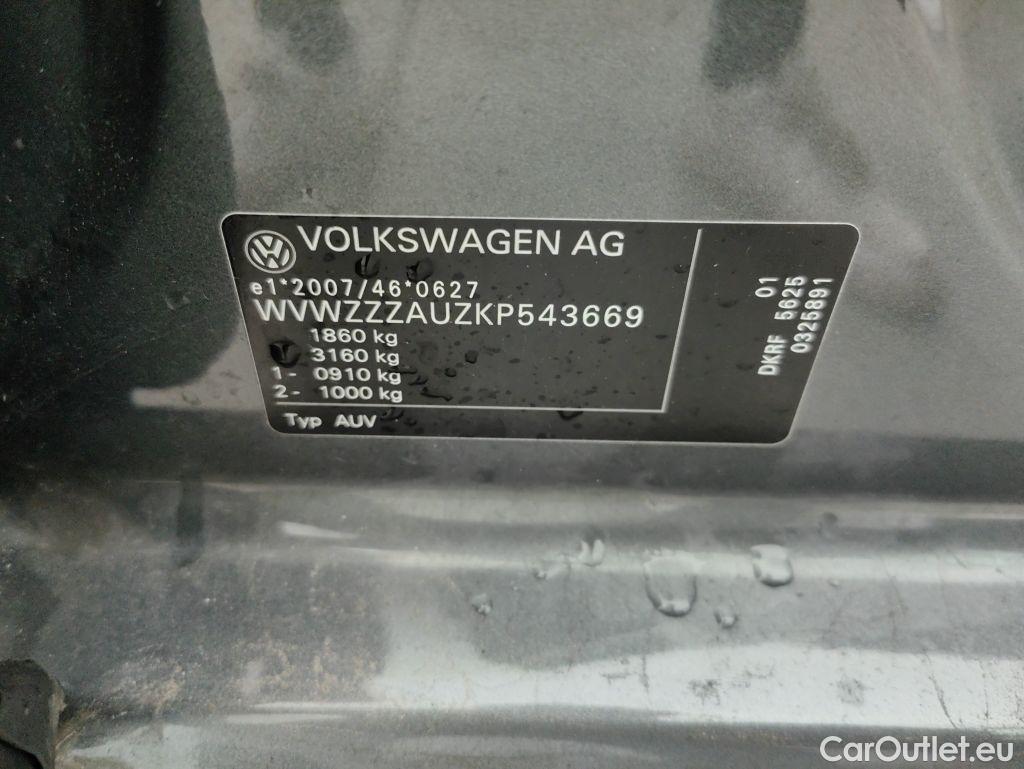 VOLKSWAGEN AG
e1*2007/46*0627
WVWZZZAUZKP543669
1860 kg
3160 kg
1- 0910 kg
2- 1000 kg
Typ AUV
01
DKRF 5625
0325891
CarOutlet.eu